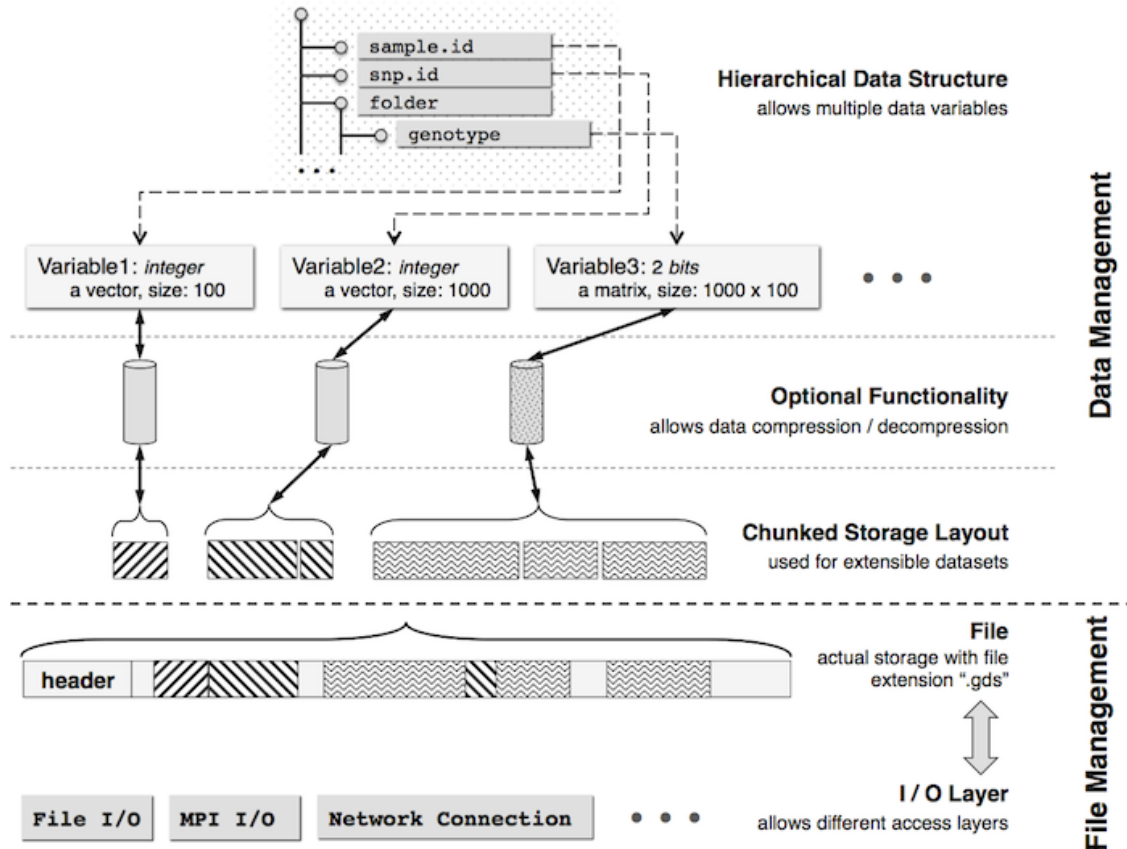 sample.id
snp.id
folder
genotype
...
Hierarchical Data Structure
allows multiple data variables
Variable1: integer
a vector, size: 100
Variable2: integer
a vector, size: 1000
Variable3: 2 bits
a matrix, size: 1000 x 100
• • •
Data Management
Optional Functionality
allows data compression / decompression
Chunked Storage Layout
used for extensible datasets
File
actual storage with file
extension “.gds”
header
File Management
I / O Layer
allows different access layers
File I/O
MPI I/O
Network Connection
• • •